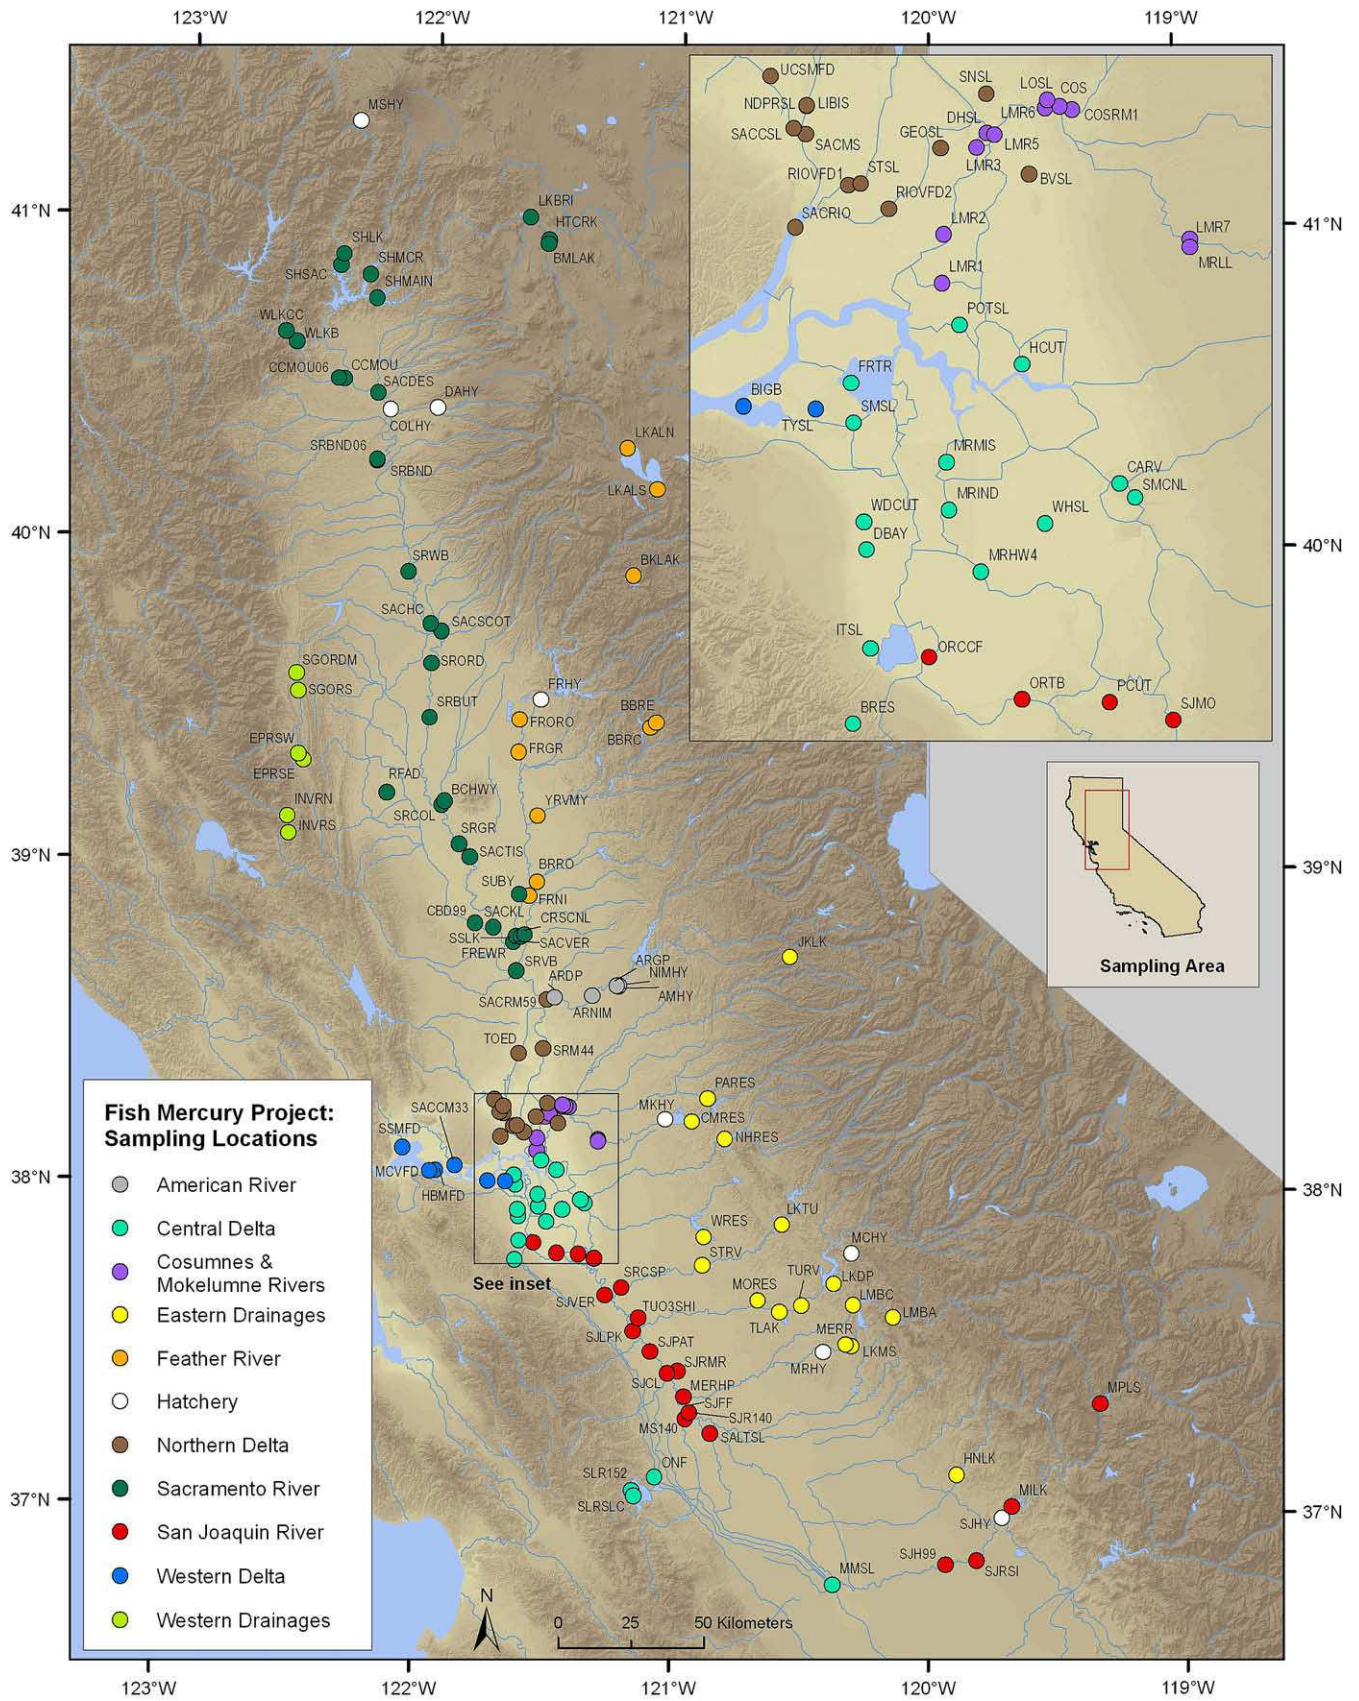 123°W
122°W
121°W
120°W
119°W
41°N
40°N
39°N
38°N
37°N
41°N
40°N
39°N
38°N
37°N
123°W
122°W
121°W
120°W
119°W
MSHY
LKBRI
HTCRK
BMLAK
SHLK
SHMCR
SHSAC
SHMAIN
WLKCC
WLKB
CCMOU06
CCMOU
SACDES
DAHY
COLHY
SRBND06
SRBND
LKALN
LKALS
SRWB
BKLAK
SACHC
SACSCOT
SRORD
SGORDM
SGORS
FRHY
SRBUT
FRORO
BBRE
BBRC
FRGR
EPRSW
EPRSE
RFAD
BCHWY
YRVMY
INVRN
SRCOL
INVRS
SRGR
SACTIS
BRRO
SUBY
FRNI
CBD99
SACKL
CRSCNL
SSLK
SACVER
FREWR
SRVB
ARDP
ARGP
NIMHY
AMHY
JKLK
SACRM59
ARNIM
TOED
SRM44
PARES
MKHY
CMRES
NHRES
SACCM33
SSMFD
MCVFD
HBMFD
LKTU
WRES
STRV
MCHY
See inset
SRCSP
TURV
LKDP
MORES
LMBC
SJVER
TUO3SHI
TLAK
LMBA
MERR
SJLPK
SJPAT
LKMS
MRHY
SJRMR
SJCL
MERHP
SJFF
MPLS
SJR140
MS140
SALTSL
ONF
HNLK
SLR152
MILK
SLRSLC
SJHY
SJH99
SJRSI
MMSL
UCSMFD
SNSL
LOSL
COS
NDPRSL
LIBIS
DHSL
LMR6
COSRM1
SACCSL
SACMS
GEOSL
LMR5
LMR3
RIOVFD1
STSL
BVSL
RIOVFD2
SACRIO
LMR2
LMR7
MRLL
LMR1
POTSL
HCUT
FRTR
BIGB
SMSL
TYSL
MRMIS
CARV
SMCNL
MRIND
WDCUT
WHSL
DBAY
MRHW4
ITSL
ORCCF
ORTB
PCUT
BRES
SJMO
Sampling Area
Fish Mercury Project:
Sampling Locations
American River
Central Delta
Cosumnes &
Mokelumne Rivers
Eastern Drainages
Feather River
Hatchery
Northern Delta
Sacramento River
San Joaquin River
Western Delta
Western Drainages
N
0 25 50 Kilometers